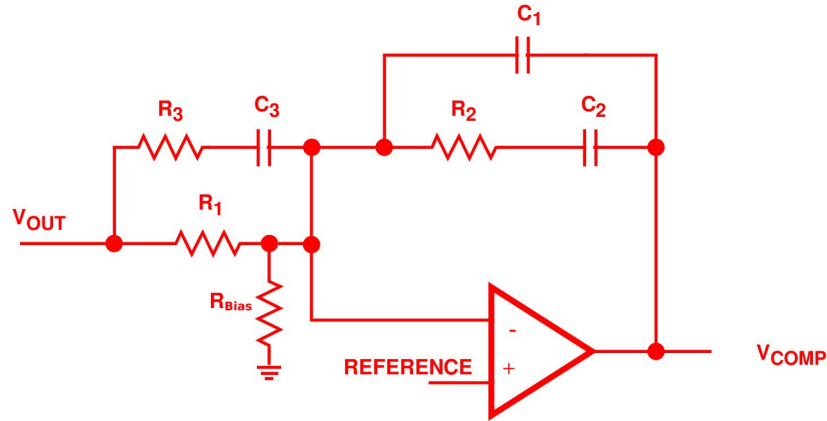 C1
R3
C3
R2
C2
R1
VOUT
RBias
-
+
REFERENCE
VCOMP